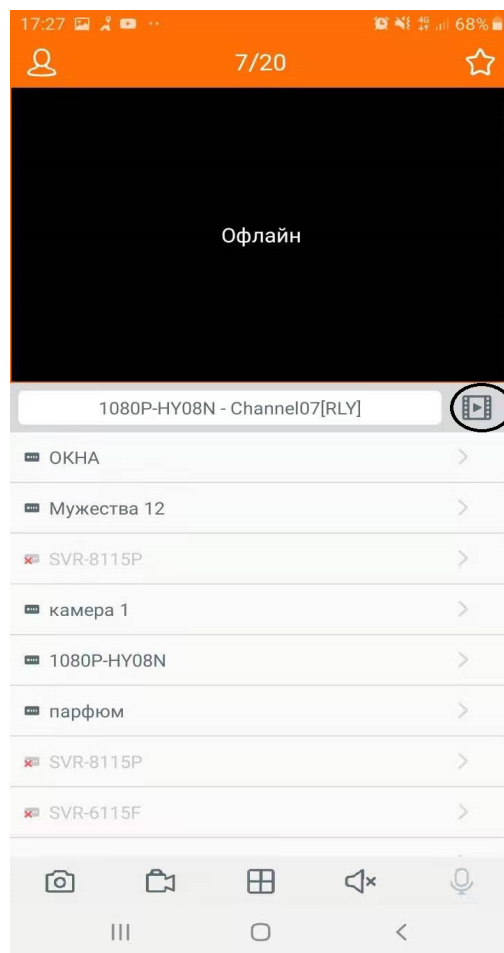 17:27
4G
68%
7/20
Офлайн
1080P-HY08N - Channel07[RLY]
ОКНА
Мужества 12
SVR-8115P
камера 1
1080P-HY08N
парфюм
SVR-8115P
SVR-6115F